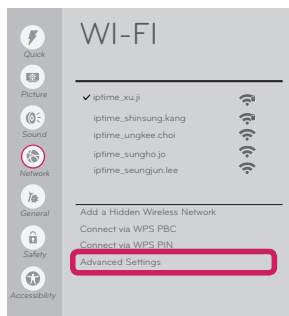 WI-FI
Quick
Picture
Sound
Network
General
Safety
Accessibility
iptime_xu.ji
iptime_shinsung.kang
iptime_ungkee.choi
iptime_sungho.jo
iptime_seungjun.lee
Add a Hidden Wireless Network
Connect via WPS PBC
Connect via WPS PIN
Advanced Settings